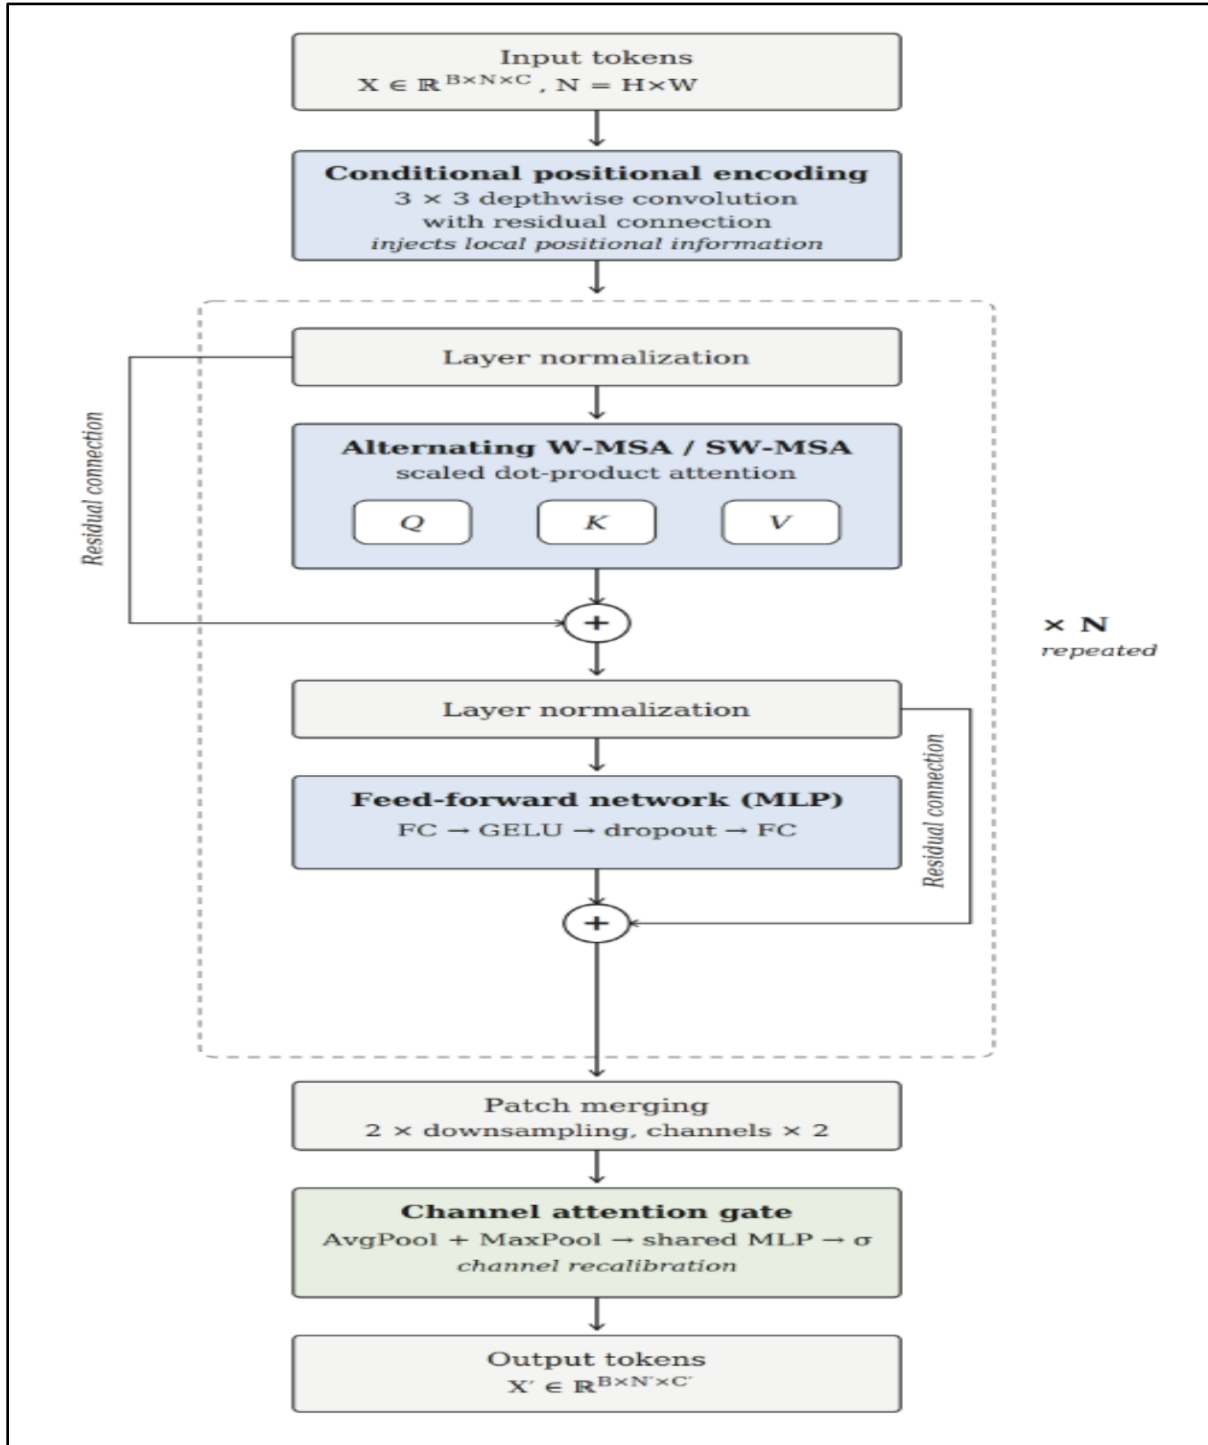 Input tokens
X ∈ ℝ^B×N×C , N = H×W
Conditional positional encoding
3 × 3 depthwise convolution
with residual connection
injects local positional information
Layer normalization
Residual connection
Alternating W-MSA / SW-MSA
scaled dot-product attention
Q K V
+
× N
repeated
Layer normalization
Residual connection
Feed-forward network (MLP)
FC → GELU → dropout → FC
+
Patch merging
2 × downsampling, channels × 2
Channel attention gate
AvgPool + MaxPool → shared MLP → σ
channel recalibration
Output tokens
X′ ∈ ℝ^B×N′×C′